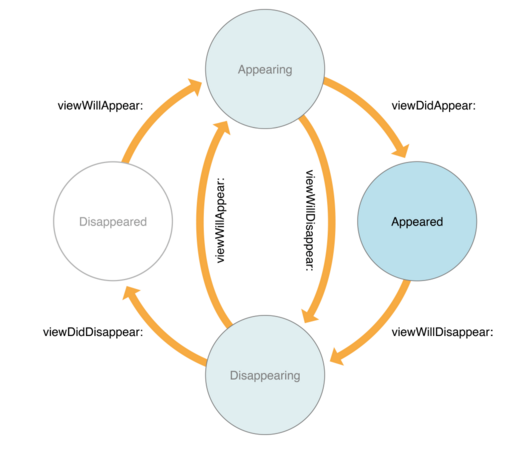 Appearing
viewWillAppear:
viewDidAppear:
viewWillAppear:
viewWillDisappear:
Disappeared
Appeared
viewDidDisappear:
viewWillDisappear:
Disappearing